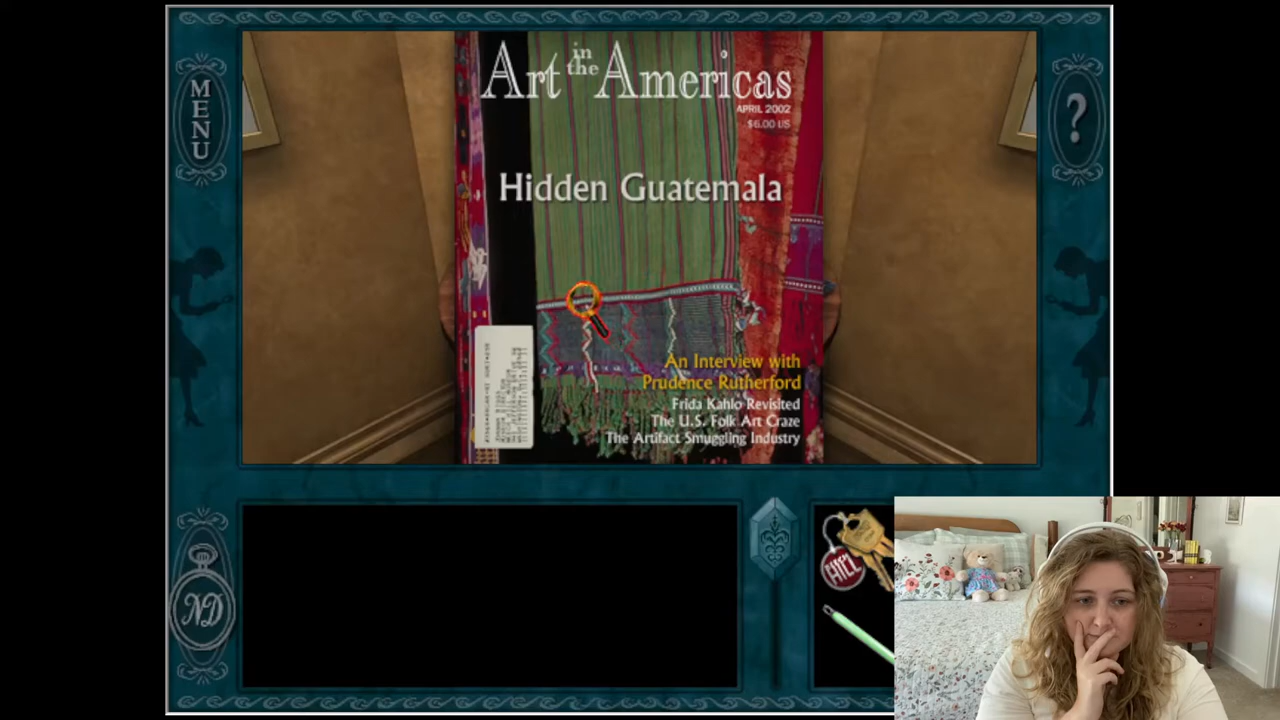 MENU
Art in the Americas
APRIL 2002
$6.00 US
?
Hidden Guatemala
An Interview with
Prudence Rutherford
Frida Kahlo Revisited
The U.S. Folk Art Craze
The Artifact Smuggling Industry
ND